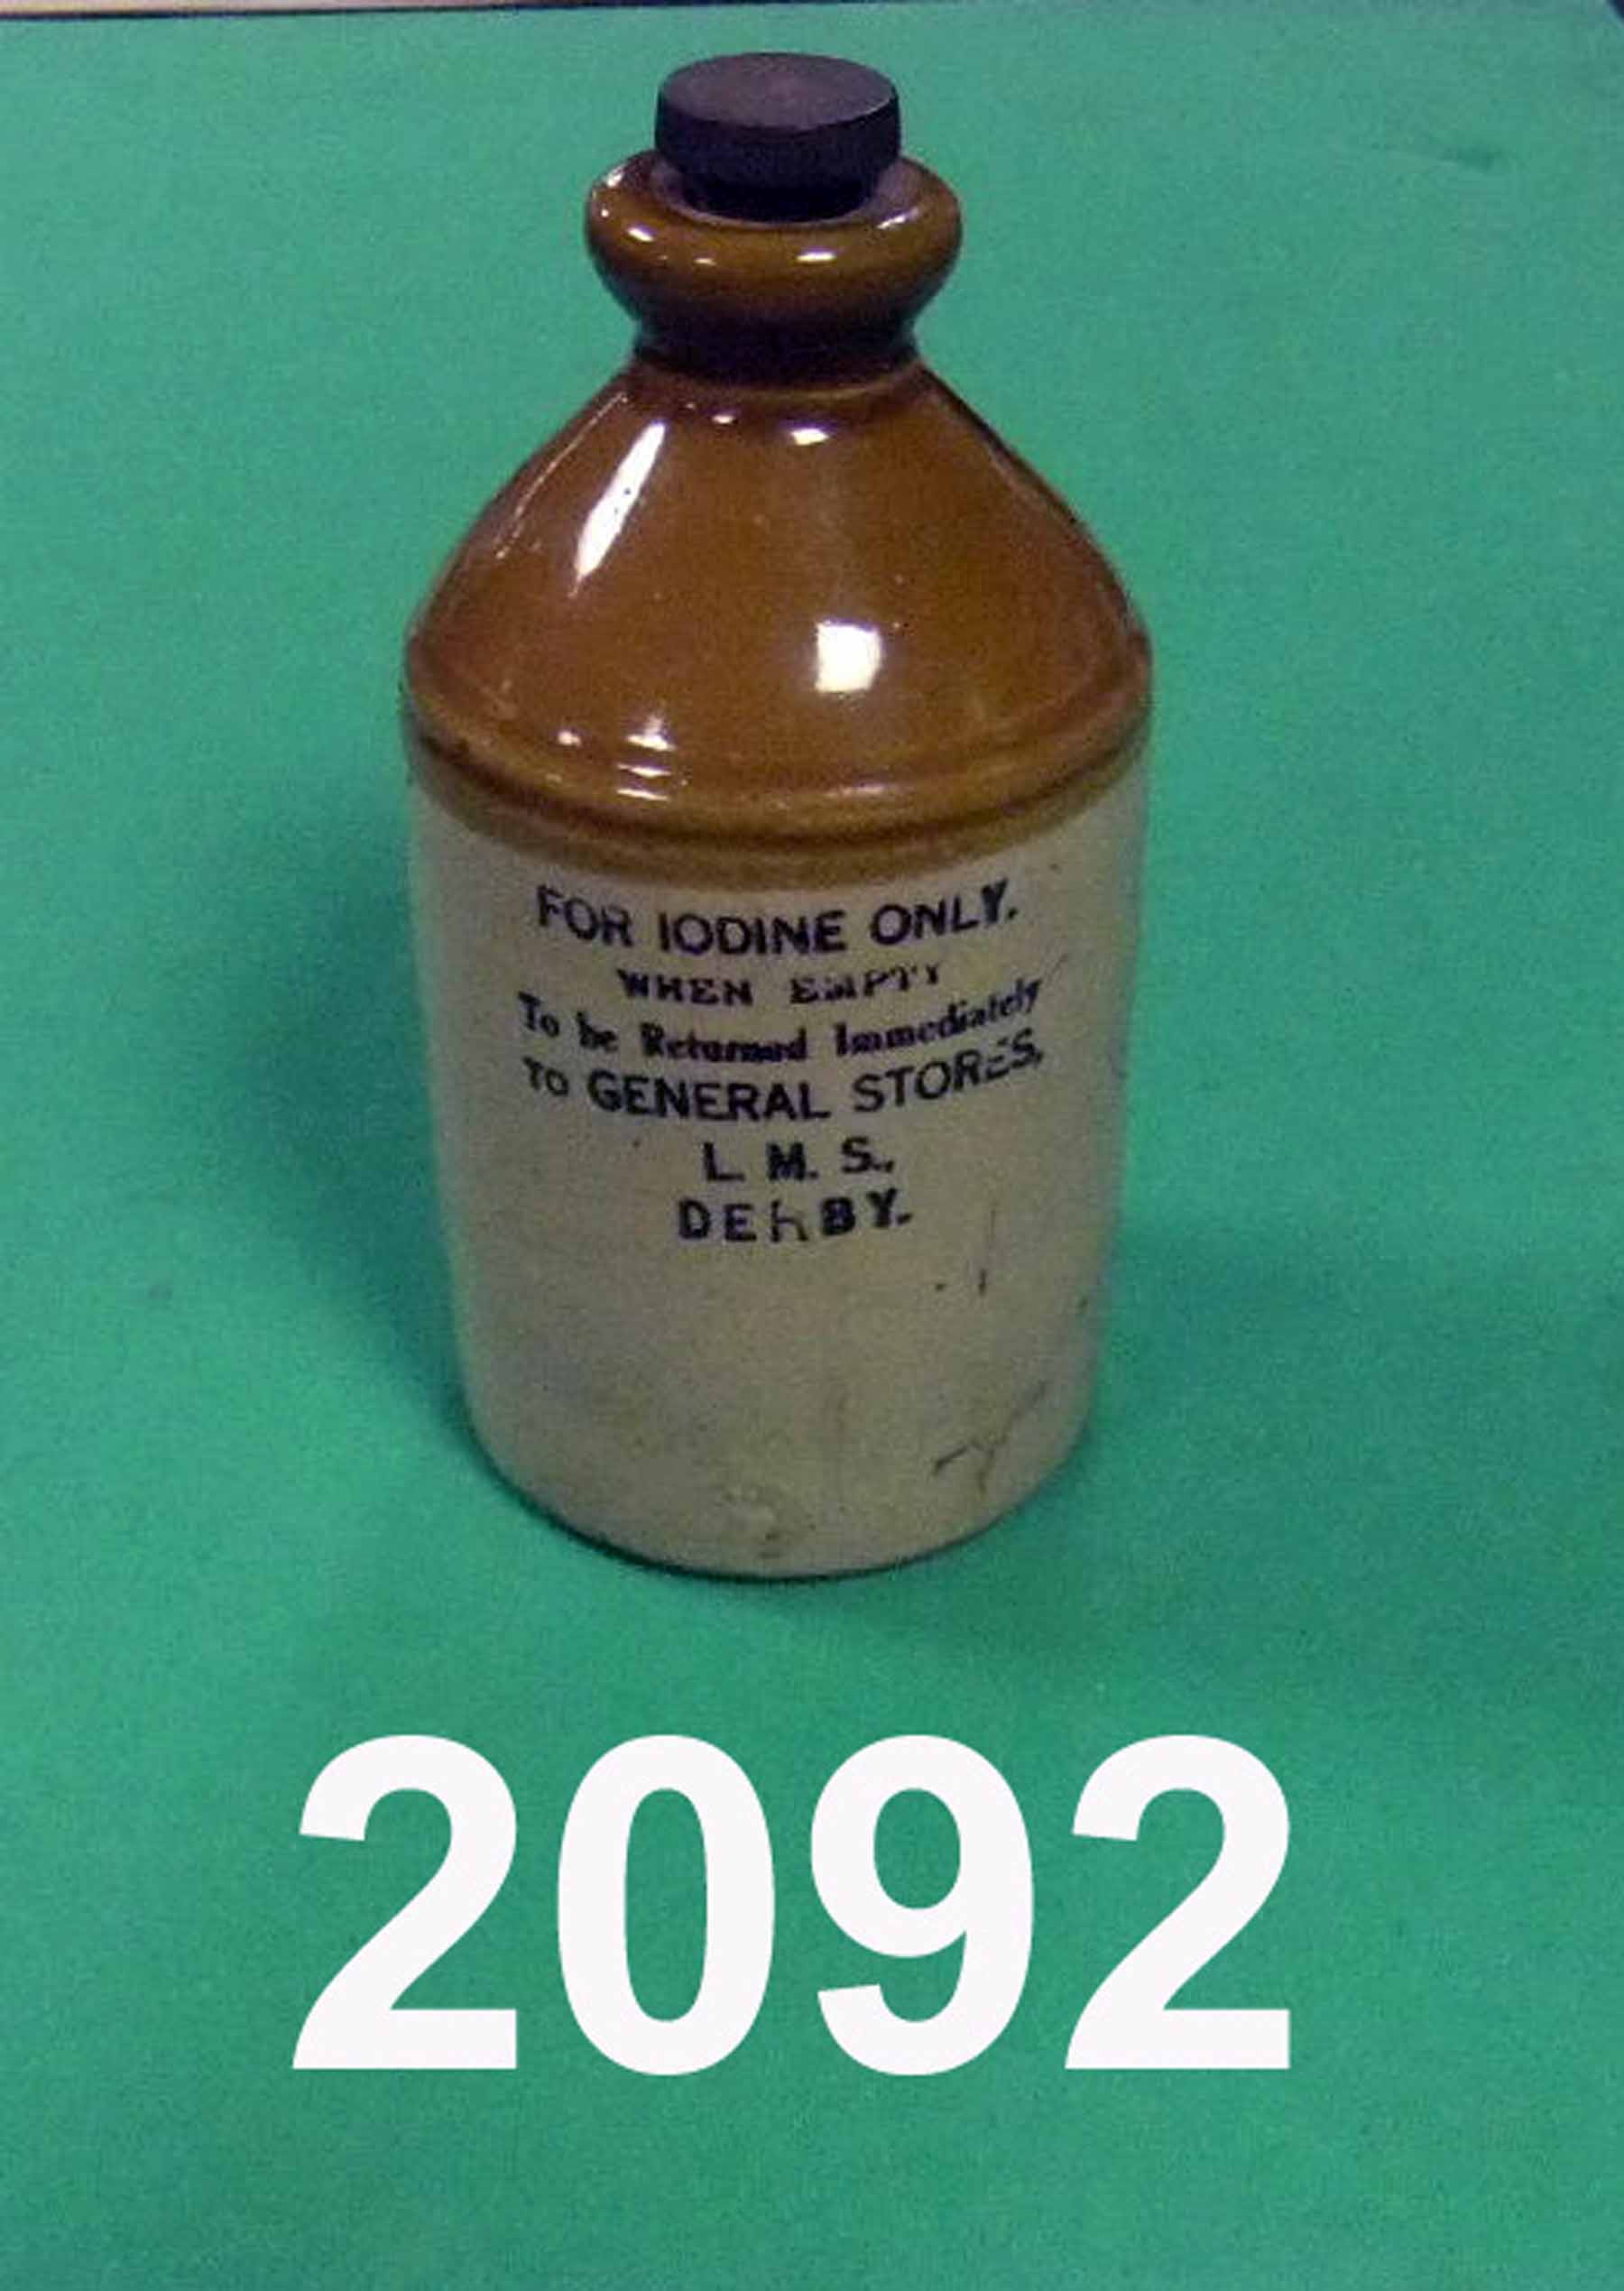 FOR IODINE ONLY.
WHEN EMPTY
To be Returned Immediately
TO GENERAL STORES,
L. M. S.,
DERBY.
2092